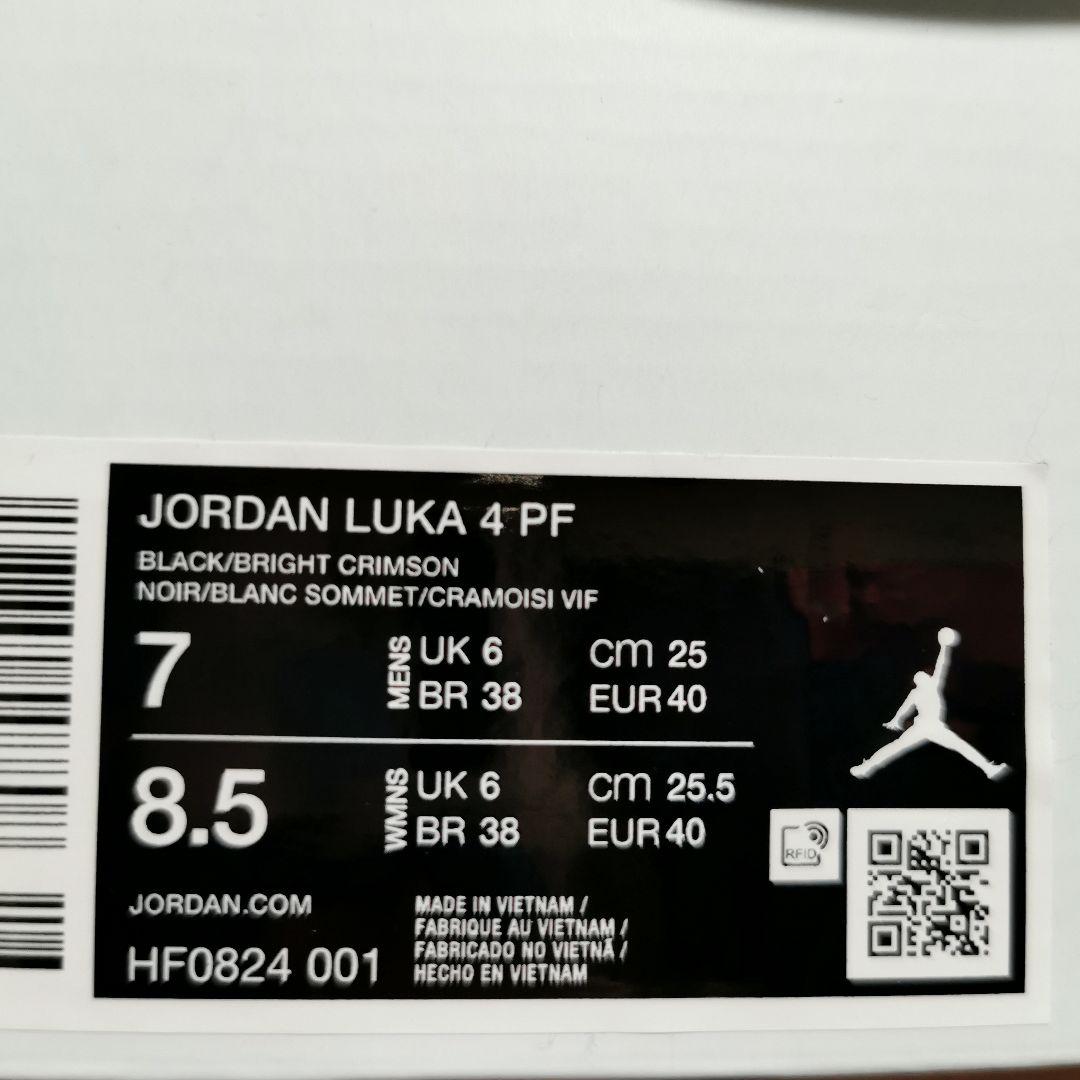 JORDAN LUKA 4 PF
BLACK/BRIGHT CRIMSON
NOIR/BLANC SOMMET/CRAMOISI VIF
7 MENS UK 6 cm 25
BR 38 EUR 40
8.5 WMNS UK 6 cm 25.5
BR 38 EUR 40
RFID
JORDAN.COM
HF0824 001
MADE IN VIETNAM /
FABRIQUE AU VIETNAM /
FABRICADO NO VIETNÃ /
HECHO EN VIETNAM